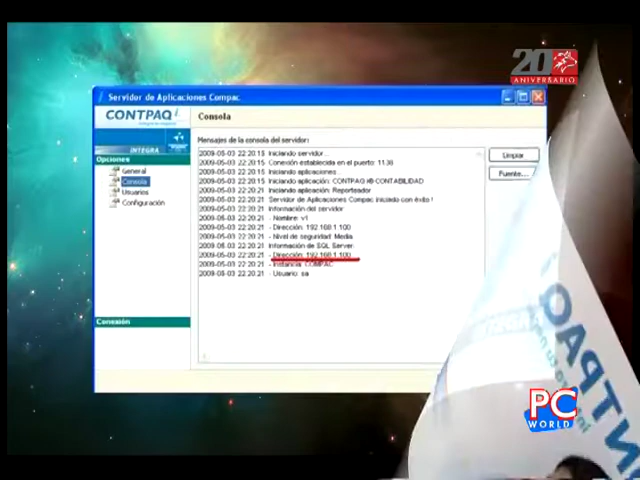 20
ANIVERSARIO
Servidor de Aplicaciones Compac
CONTPAQ i
Consola
INTEGRA
Opciones
General
Consola
Usuarios
Configuración
Conexión
Mensajes de la consola del servidor:
2009-05-03 22:20:15 Iniciando servidor...
2009-05-03 22:20:15 Conexión establecida en el puerto: 1136
2009-05-03 22:20:15 Iniciando aplicaciones
2009-05-03 22:20:15 Iniciando aplicación: CONTPAQ i® CONTABILIDAD
2009-05-03 22:20:21 Iniciando aplicación: Reporteador
2009-05-03 22:20:21 Servidor de Aplicaciones Compac iniciado con éxito !
2009-05-03 22:20:21 Información del servidor
2009-05-03 22:20:21 - Nombre: v1
2009-05-03 22:20:21 - Dirección: 192.168.1.100
2009-05-03 22:20:21 - Nivel de seguridad: Media
2009-05-03 22:20:21 Información de SQL Server
2009-05-03 22:20:21 - Dirección: 192.168.1.100
2009-05-03 22:20:21 - Instancia: COMPAC
2009-05-03 22:20:21 - Usuario: sa
Limpiar
Fuente...
PC
WORLD